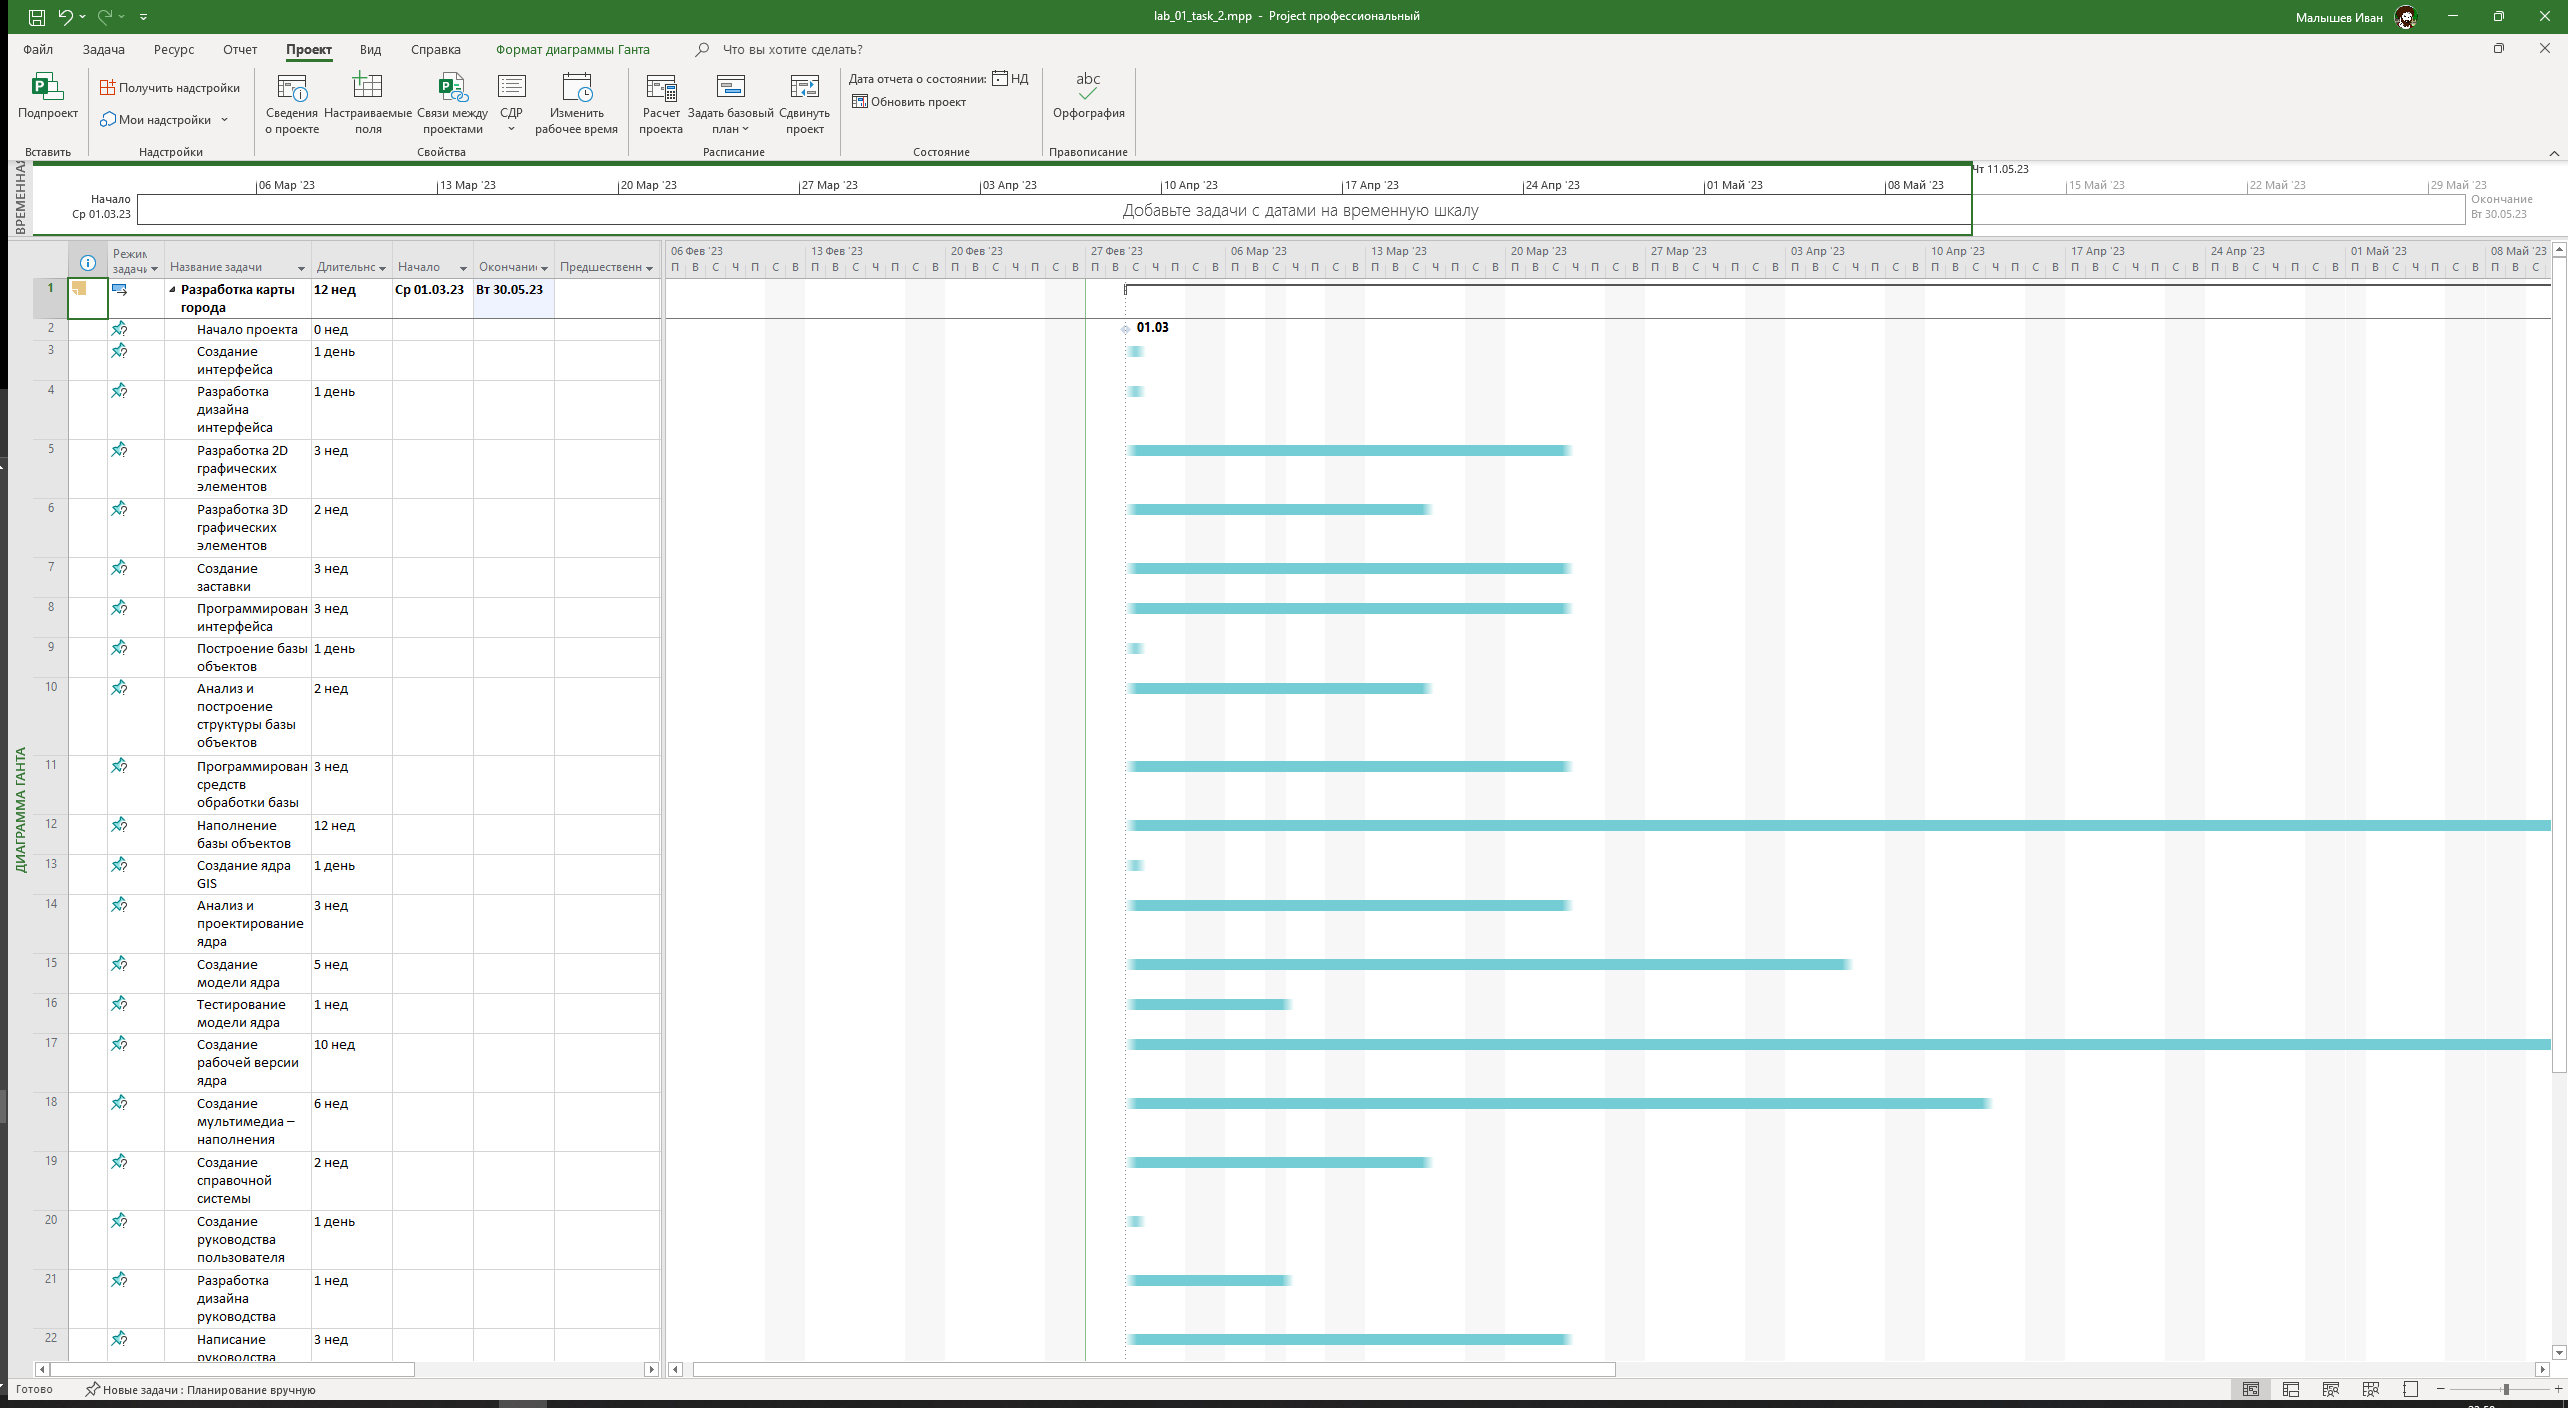 lab_01_task_2.mpp - Project профессиональный
Малышев Иван
Файл Задача Ресурс Отчет Проект Вид Справка Формат диаграммы Ганта Что вы хотите сделать?
Подпроект
Вставить
Получить надстройки
Мои надстройки
Надстройки
Сведения о проекте
Настраиваемые поля
Связи между проектами
СДР
Изменить рабочее время
Свойства
Расчет проекта
Задать базовый план
Сдвинуть проект
Расписание
Дата отчета о состоянии: НД
Обновить проект
Состояние
abc
Орфография
Правописание
ВРЕМЕННАЯ
Чт 11.05.23
06 Мар '23 13 Мар '23 20 Мар '23 27 Мар '23 03 Апр '23 10 Апр '23 17 Апр '23 24 Апр '23 01 Май '23 08 Май '23 15 Май '23 22 Май '23 29 Май '23
Начало
Ср 01.03.23
Добавьте задачи с датами на временную шкалу
Окончание
Вт 30.05.23
Режим задачи Название задачи Длительнс Начало Окончани Предшественн
06 Фев '23 13 Фев '23 20 Фев '23 27 Фев '23 06 Мар '23 13 Мар '23 20 Мар '23 27 Мар '23 03 Апр '23 10 Апр '23 17 Апр '23 24 Апр '23 01 Май '23 08 Май '23
П В С Ч П С В П В С Ч П С В П В С Ч П С В П В С Ч П С В П В С Ч П С В П В С Ч П С В П В С Ч П С В П В С Ч П С В П В С Ч П С В П В С Ч П С В П В С Ч П С В П В С Ч П С В П В С Ч П С В П В С
1 Разработка карты 12 нед Ср 01.03.23 Вт 30.05.23
города
2 Начало проекта 0 нед
01.03
3 Создание 1 день
интерфейса
4 Разработка 1 день
дизайна
интерфейса
5 Разработка 2D 3 нед
графических
элементов
6 Разработка 3D 2 нед
графических
элементов
7 Создание 3 нед
заставки
8 Программирован 3 нед
интерфейса
9 Построение базы 1 день
объектов
10 Анализ и 2 нед
построение
структуры базы
объектов
11 Программирован 3 нед
средств
обработки базы
12 Наполнение 12 нед
базы объектов
13 Создание ядра 1 день
GIS
14 Анализ и 3 нед
проектирование
ядра
15 Создание 5 нед
модели ядра
16 Тестирование 1 нед
модели ядра
17 Создание 10 нед
рабочей версии
ядра
18 Создание 6 нед
мультимедиа –
наполнения
19 Создание 2 нед
справочной
системы
20 Создание 1 день
руководства
пользователя
21 Разработка 1 нед
дизайна
руководства
22 Написание 3 нед
руководства
ДИАГРАММА ГАНТА
Готово Новые задачи : Планирование вручную